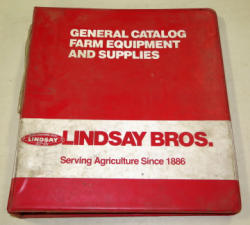 GENERAL CATALOG
FARM EQUIPMENT
AND SUPPLIES
LINDSAY
LINDSAY BROS.
Serving Agriculture Since 1886